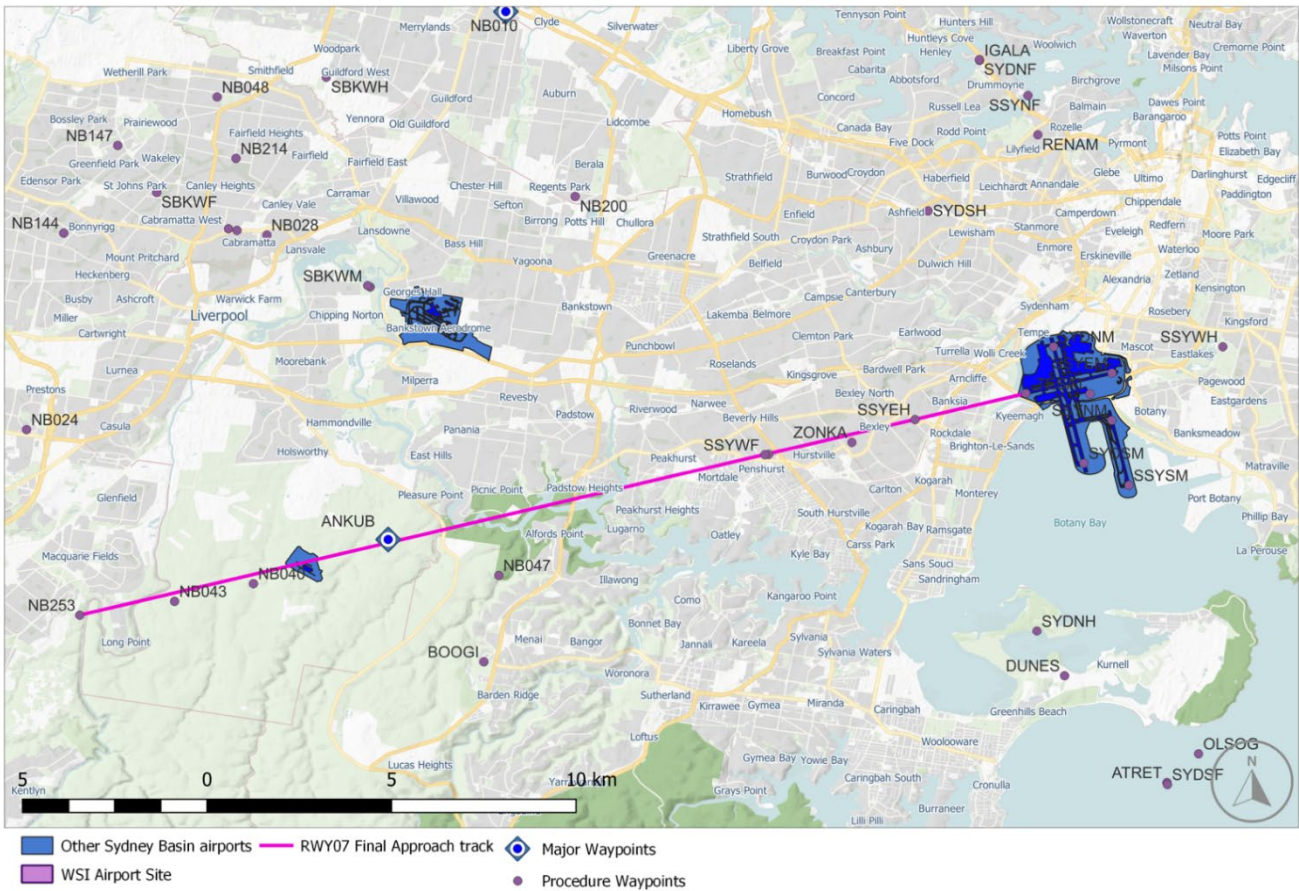 Tennyson Point
Hunters Hill
Wollstonecraft
Merrylands
NB010
Clyde
Silverwater
Huntleys Cove
Woolwich
Waverton
Neutral Bay
Woodpark
Liberty Grove
Breakfast Point
Henley
IGALA
Lavender Bay
Cremorne Point
Wetherill Park
Smithfield
Guildford West
Cabarita
Abbotsford
SYDNF
Milsons Point
NB048
SBKWH
Guildford
Auburn
Homebush
Concord
Drummoyne
Birchgrove
Bossley Park
Prairiewood
Yennora
Old Guildford
Lidcombe
Russell Lea
SSYNF
Balmain
Dawes Point
Barangaroo
NB147
Fairfield Heights
Canada Bay
Rodd Point
Rozelle
Potts Point
Wakeley
NB214
Fairfield
Fairfield East
Berala
Strathfield
Five Dock
Lilyfield
RENAM
Pyrmont
Elizabeth Bay
Greenfield Park
Chester Hill
Regents Park
Burwood
Haberfield
Glebe
Darlinghurst
Edgecliff
Edensor Park
St Johns Park
Canley Heights
Carramar
Villawood
Sefton
Croydon
Leichhardt
Annandale
Ultimo
Paddington
SBKWF
Canley Vale
Birrong
NB200
Potts Hill
Chullora
Enfield
Ashfield
SYDSH
Camperdown
Chippendale
NB144
Bonnyrigg
Cabramatta West
NB028
Lansdowne
Bass Hill
Strathfield South
Croydon Park
Lewisham
Stanmore
Redfern
Moore Park
Cabramatta
Lansvale
Enmore
Eveleigh
Waterloo
Mount Pritchard
Yagoona
Greenacre
Ashbury
Erskineville
Heckenberg
SBKWM
Belfield
Dulwich Hill
Zetland
Busby
Ashcroft
Warwick Farm
Georges Hall
Bankstown
Campsie
Canterbury
Alexandria
Kensington
Miller
Liverpool
Chipping Norton
Lakemba
Belmore
Sydenham
Rosebery
Cartwright
Bankstown Aerodrome
Clemton Park
Earlwood
Tempe
Kingsford
Punchbowl
Turrella
Wolli Creek
Mascot
SSYWH
Lurnea
Moorebank
Roselands
Bardwell Park
Eastlakes
Prestons
Milperra
Kingsgrove
Arncliffe
Pagewood
Revesby
Narwee
Bexley North
Banksia
Kyeemagh
Botany
Eastgardens
NB024
Casula
Hammondville
Padstow
Riverwood
Beverly Hills
SSYEH
Panania
ZONKA
Bexley
Rockdale
Banksmeadow
Holsworthy
East Hills
Peakhurst
SSYWF
Hurstville
Brighton-Le-Sands
Penshurst
Matraville
Glenfield
Pleasure Point
Picnic Point
Padstow Heights
Mortdale
Carlton
Monterey
SSYSM
Port Botany
Peakhurst Heights
South Hurstville
Kogarah Bay
Ramsgate
Phillip Bay
ANKUB
Alfords Point
Lugarno
Oatley
Carss Park
Botany Bay
La Perouse
Macquarie Fields
Kyle Bay
Sans Souci
NB043
NB047
Illawong
Sandringham
NB253
Como
Kangaroo Point
Long Point
Menai
Bonnet Bay
Sylvania
SYDNH
BOOGI
Bangor
Jannali
Kareela
Sylvania Waters
Woronora
DUNES
Kurnell
Barden Ridge
Sutherland
Kirrawee
Gymea
Miranda
Caringbah
Greenhills Beach
Loftus
Woolooware
OLSOG
Lucas Heights
Gymea Bay
Yowie Bay
Caringbah South
Cronulla
ATRET
SYDSF
N
5 0 5 10 km
Kentlyn
Grays Point
Burraneer
Lilli Pilli
Other Sydney Basin airports
RWY07 Final Approach track
Major Waypoints
WSI Airport Site
Procedure Waypoints